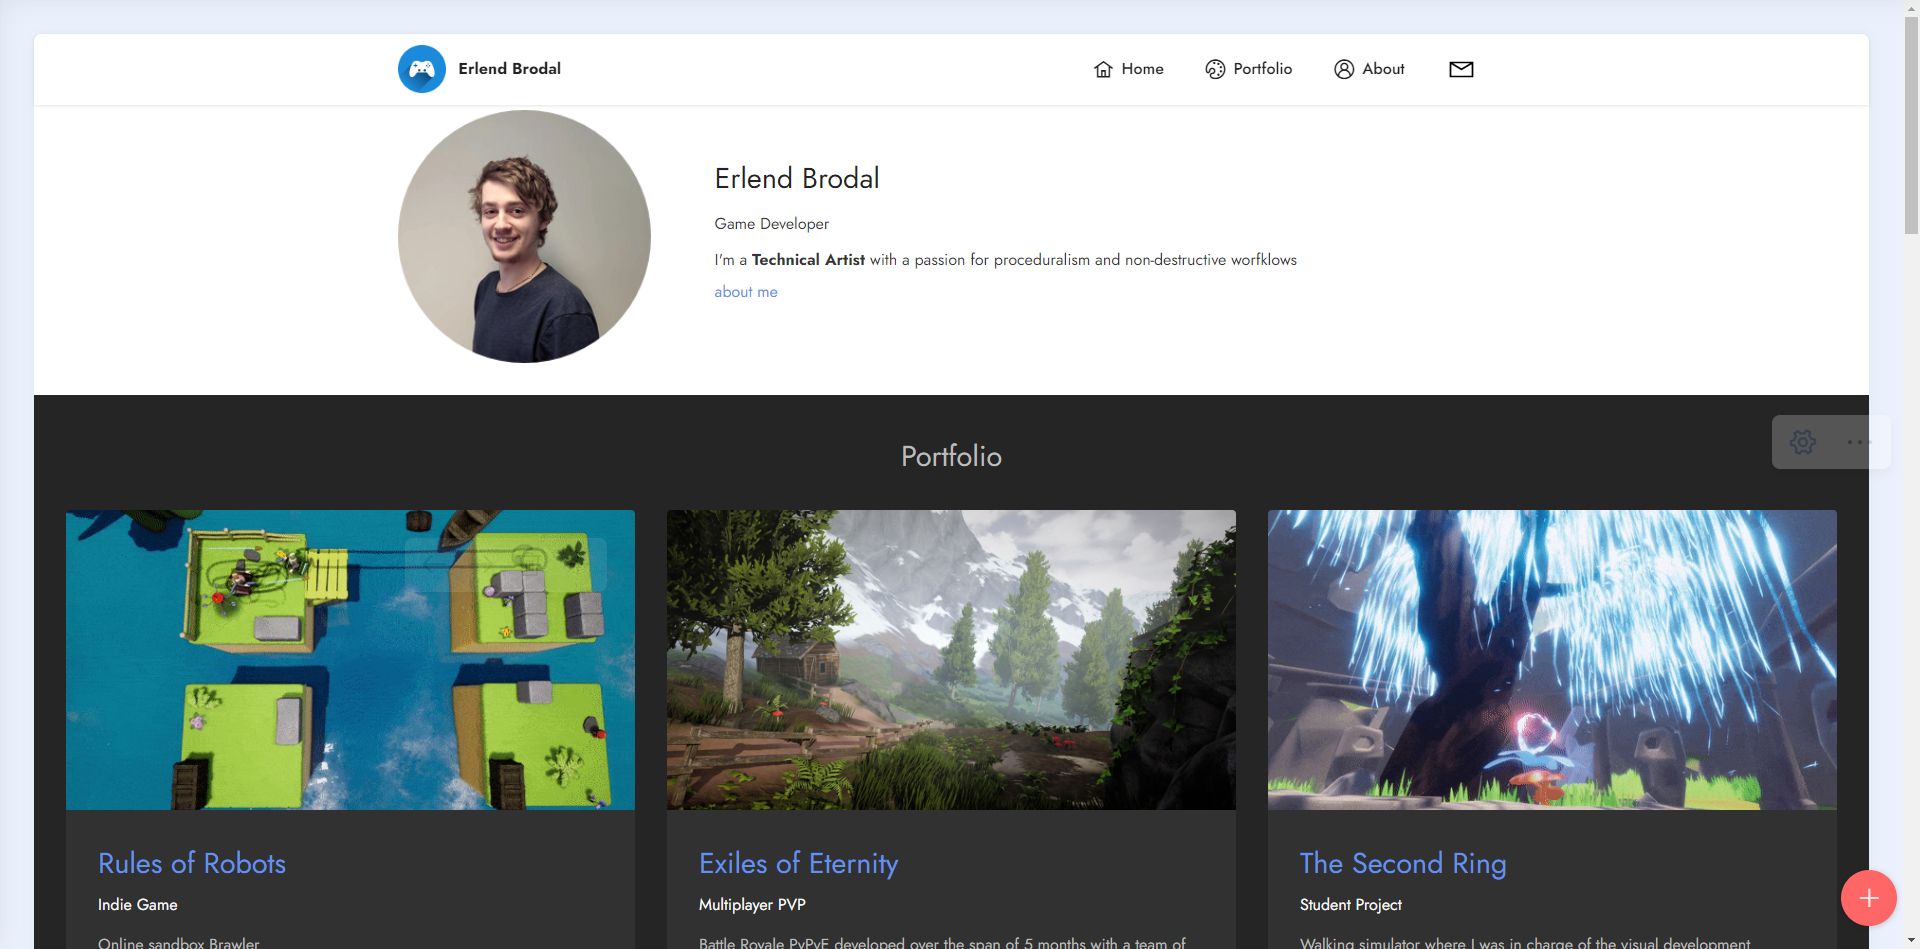 Erlend Brodal
Home
Portfolio
About
Erlend Brodal
Game Developer
I'm a Technical Artist with a passion for proceduralism and non-destructive worfklows
about me
Portfolio
Rules of Robots
Indie Game
Online sandbox Brawler
Exiles of Eternity
Multiplayer PVP
Battle Royale PvPvE developed over the span of 5 months with a team of
The Second Ring
Student Project
Walking simulator where I was in charge of the visual development